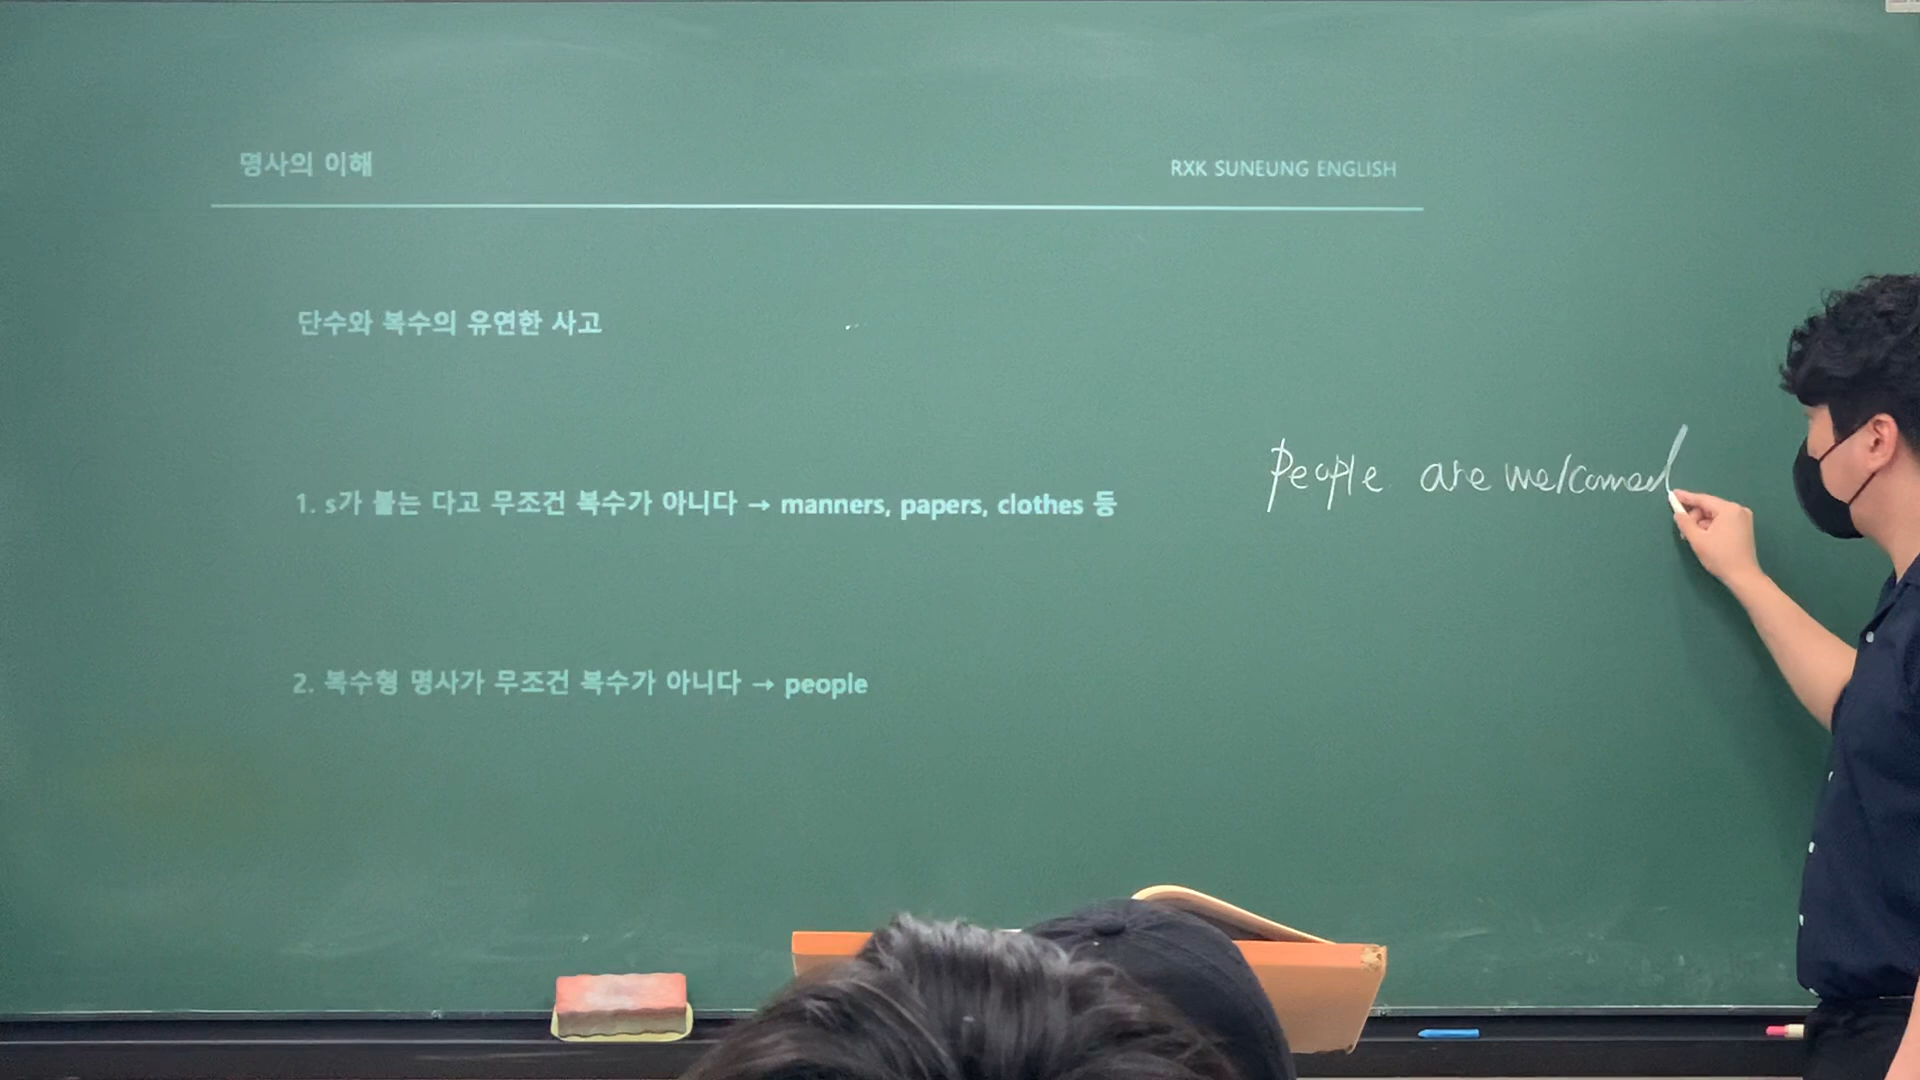 명사의 이해
RXK SUNEUNG ENGLISH
단수와 복수의 유연한 사고
1. s가 붙는 다고 무조건 복수가 아니다 → manners, papers, clothes 등
people are welcomed
2. 복수형 명사가 무조건 복수가 아니다 → people